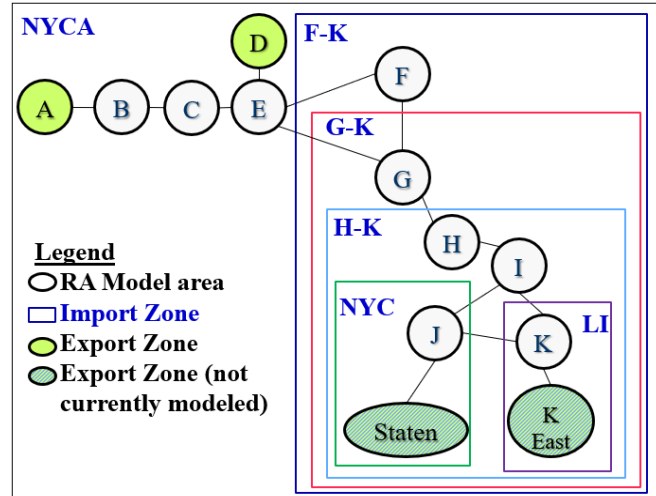 NYCA
F-K
D
F
A
B
C
E
G-K
G
H-K
H
I
Legend
RA Model area
Import Zone
Export Zone
Export Zone (not
currently modeled)
NYC
LI
J
K
Staten
K
East